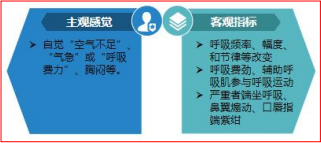 主观感觉
➤ 自觉“空气不足”、
“气急”或“呼吸
费力”、胸闷等。
客观指标
➤ 呼吸频率、幅度、
和节律等改变
➤ 呼吸费劲、辅助呼
吸肌参与呼吸运动
➤ 严重者端坐呼吸、
鼻翼煽动、口唇指
端紫绀